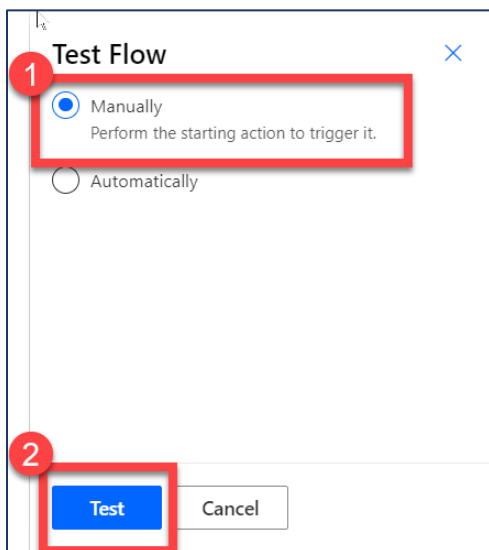 Test Flow
1
Manually
Perform the starting action to trigger it.
Automatically
2
Test
Cancel